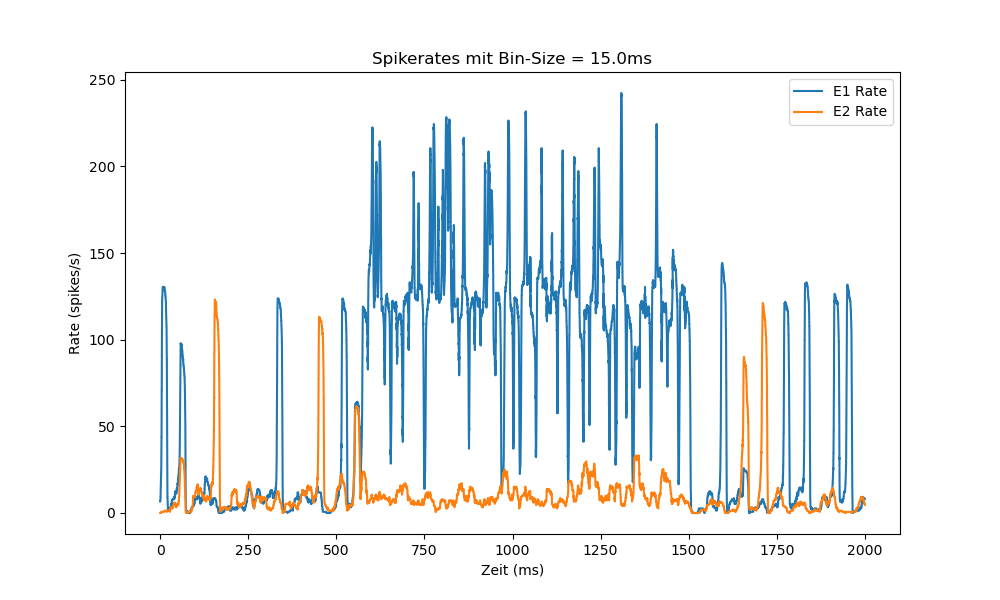 Spikerates mit Bin-Size = 15.0ms
E1 Rate
E2 Rate
Rate (spikes/s)
250
200
150
100
50
0
0 250 500 750 1000 1250 1500 1750 2000
Zeit (ms)